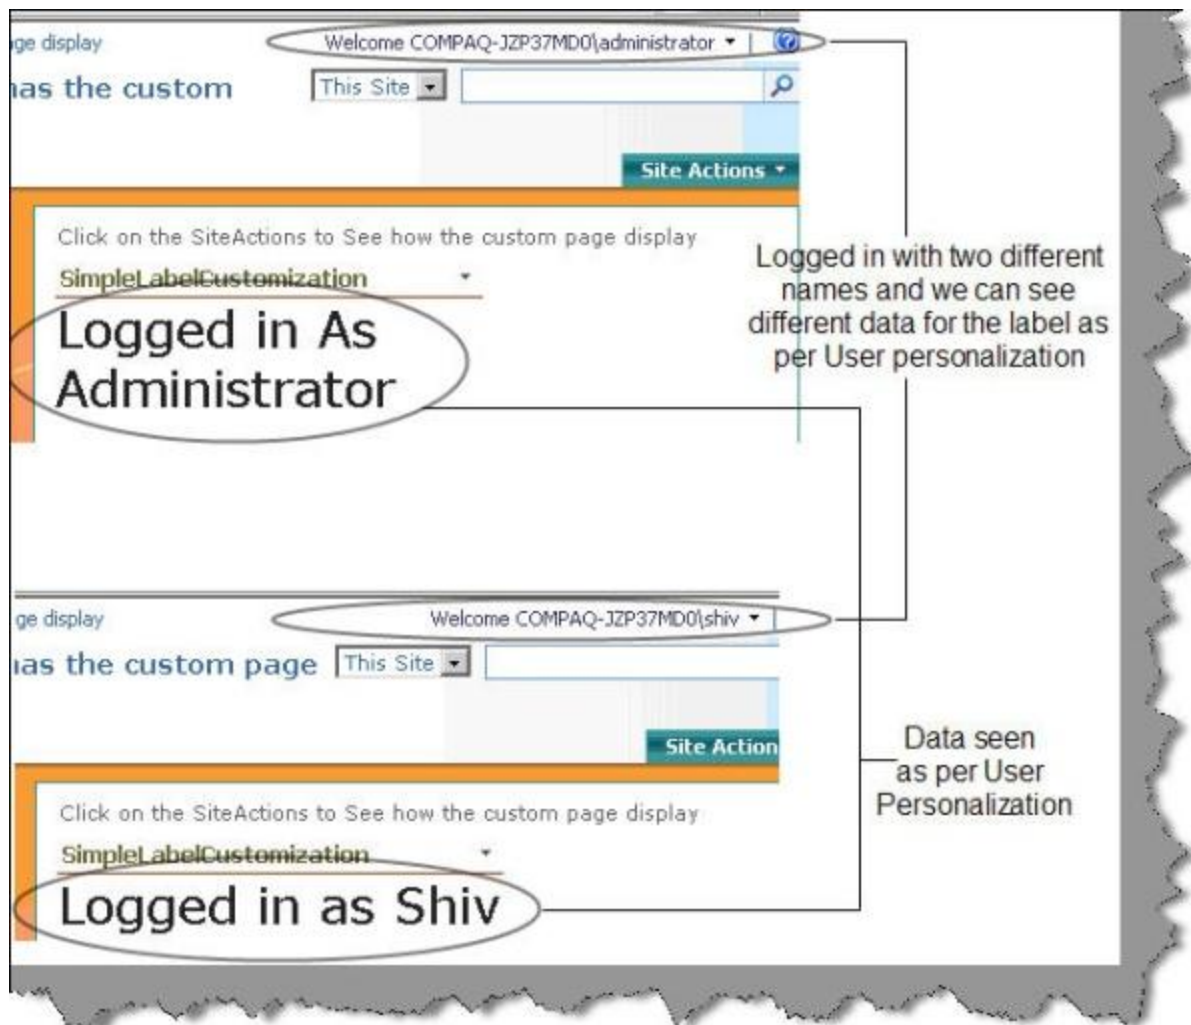 ge display
Welcome COMPAQ-JZP37MD0\administrator
has the custom
This Site
Site Actions
Click on the SiteActions to See how the custom page display
SimpleLabelCustomization
Logged in As
Administrator
Logged in with two different
names and we can see
different data for the label as
per User personalization
ge display
Welcome COMPAQ-JZP37MD0\shiv
has the custom page
This Site
Site Action
Click on the SiteActions to See how the custom page display
SimpleLabelCustomization
Logged in as Shiv
Data seen
as per User
Personalization